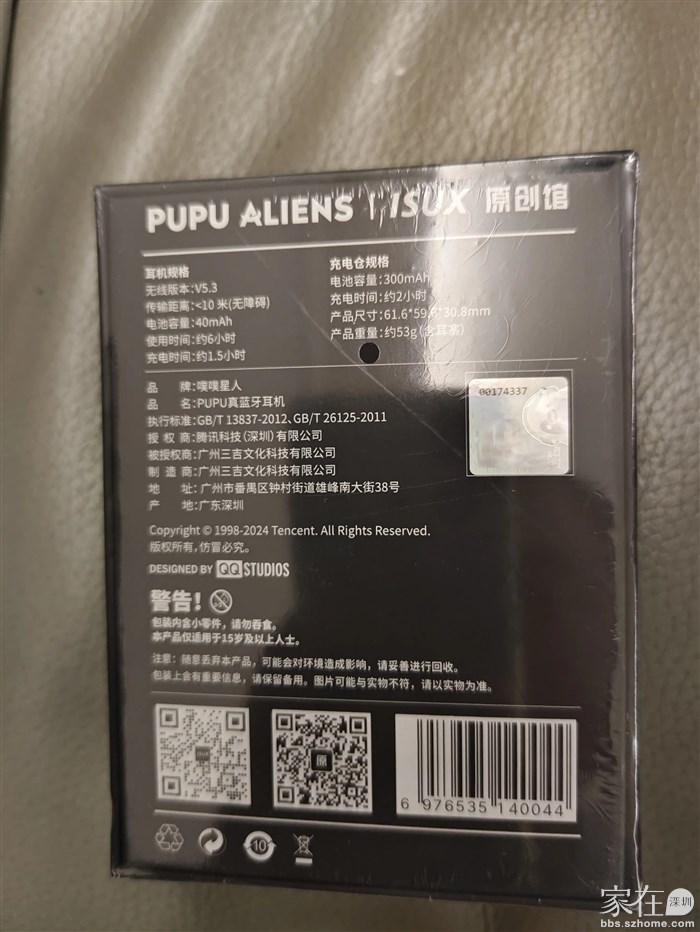 PUPU ALIENS | ISUX 原创馆
耳机规格
无线版本:V5.3
传输距离:<10 米(无障碍)
电池容量:40mAh
使用时间:约6小时
充电时间:约1.5小时
充电仓规格
电池容量:300mAh
充电时间:约2小时
产品尺寸:61.6*59.6*30.8mm
产品重量:约53g(含耳塞)
品 牌:噗噗星人
品 名:PUPU真蓝牙耳机
执行标准:GB/T 13837-2012、GB/T 26125-2011
授 权 商:腾讯科技(深圳)有限公司
被授权商:广州三吉文化科技有限公司
制 造 商:广州三吉文化科技有限公司
地 址:广州市番禺区钟村街道雄峰南大街38号
产 地:广东深圳
00174337
Copyright © 1998-2024 Tencent. All Rights Reserved.
版权所有,仿冒必究。
DESIGNED BY QQ STUDIOS
警告!
包装内含小零件,请勿吞食。
本产品仅适用于15岁及以上人士。
注意:随意丢弃本产品,可能会对环境造成影响,请妥善进行回收。
包装上含有重要信息,请保留备用。图片可能与实物不符,请以实物为准。
ISUX
原
6 976535 140044
10
家在深圳
bbs.szhome.com